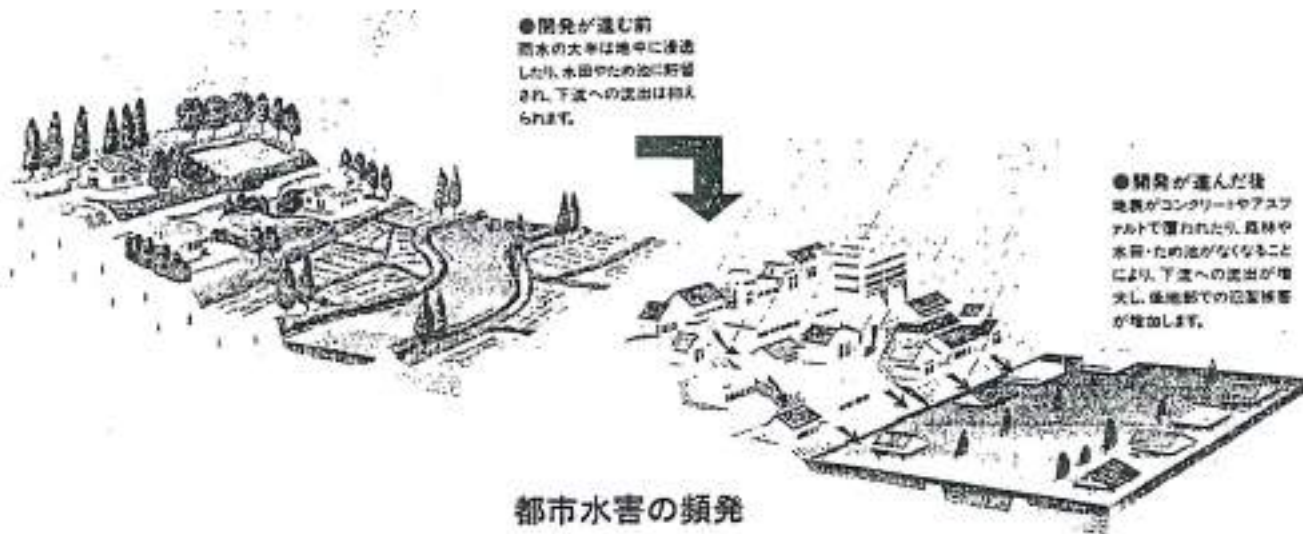 ●開発が進む前
雨水の大半は地中に浸透
したり、水田やため池に貯留
され、下流への流出は抑え
られます。
●開発が進んだ後
地表がコンクリートやアスフ
ァルトで覆われたり、森林や
水田・ため池がなくなること
により、下流への流出が増
大し、低地部での氾濫被害
が増加します。
都市水害の頻発